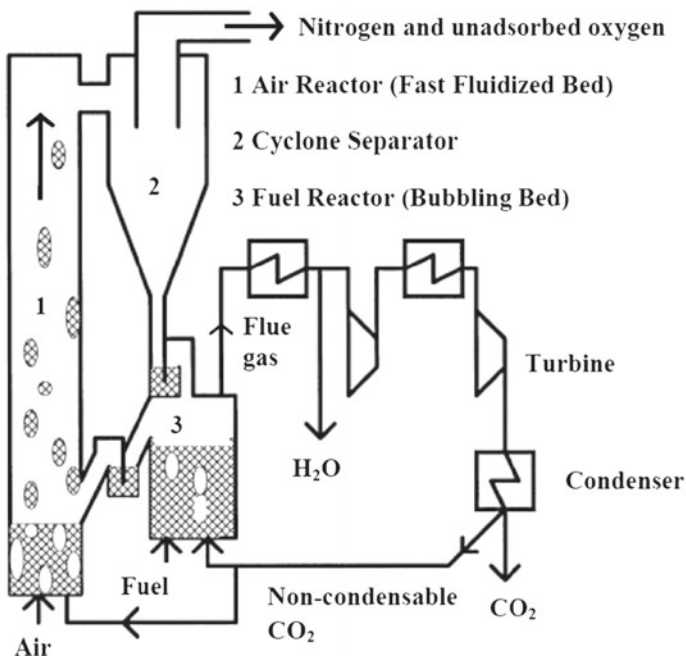 Nitrogen and unadsorbed oxygen
1 Air Reactor (Fast Fluidized Bed)
2 Cyclone Separator
3 Fuel Reactor (Bubbling Bed)
2
1
Flue
gas
3
Turbine
H₂O
Condenser
Fuel
Non-condensable
CO₂
CO₂
Air